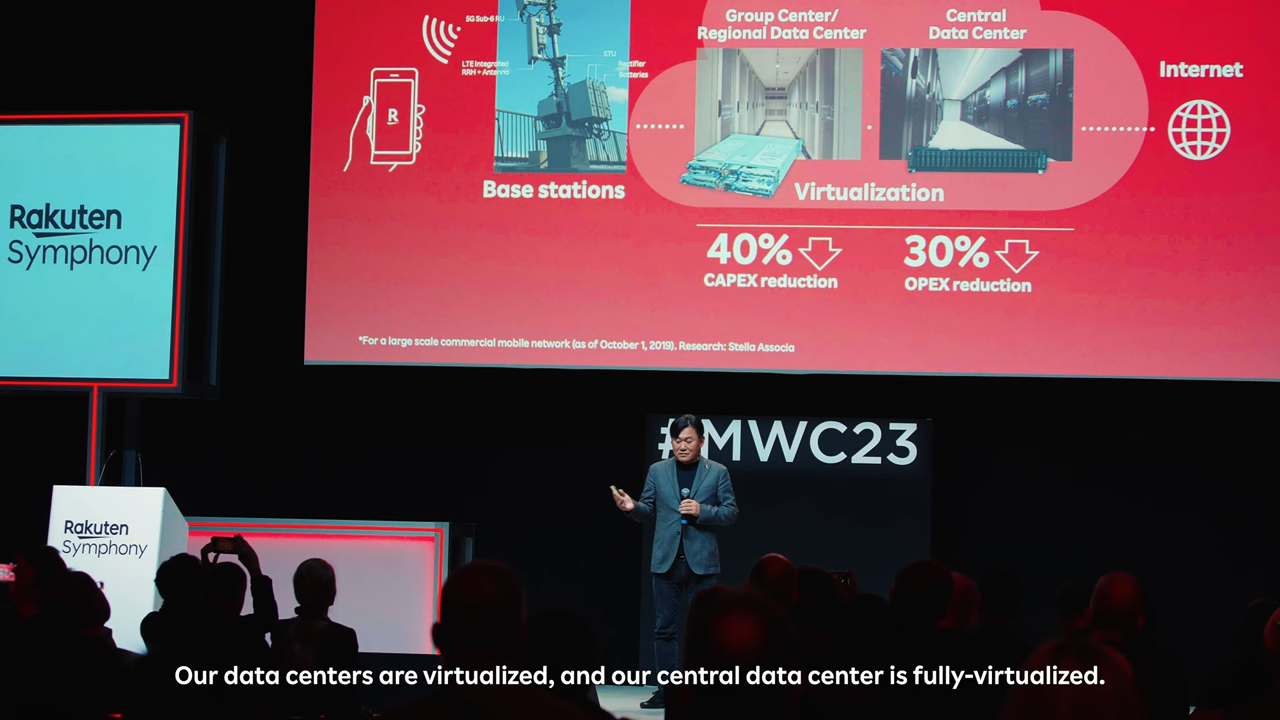 5G Sub-6 RU
LTE Integrated
RRH + Antenna
STU
Rectifier
Batteries
R
Group Center/
Regional Data Center
Central
Data Center
Internet
Base stations
Virtualization
40%
CAPEX reduction
30%
OPEX reduction
*For a large scale commercial mobile network (as of October 1, 2019). Research: Stella Associa
Rakuten
Symphony
#MWC23
Rakuten
Symphony
Our data centers are virtualized, and our central data center is fully-virtualized.